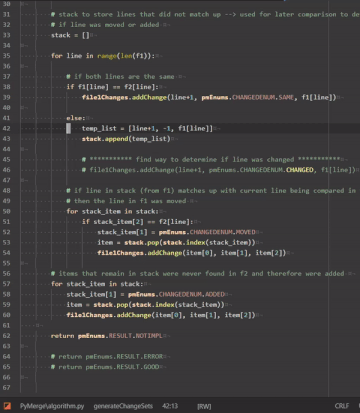 30
31 # stack to store lines that did not match up --> used for later comparison to de
32 # if line was moved or added
33 stack = []
34
35 for line in range(len(f1)):
36
37 # if both lines are the same
38 if f1[line] == f2[line]:
39 file1Changes.addChange(line+1, pmEnums.CHANGEDENUM.SAME, f1[line])
40
41 else:
42 temp_list = [line+1, -1, f1[line]]
43 stack.append(temp_list)
44
45 # *********** find way to determine if line was changed ***********
46 # file1Changes.addChange(line+1, pmEnums.CHANGEDENUM.CHANGED, f1[line])
47
48 # if line in stack (from f1) matches up with current line being compared in
49 # then the line in f1 was moved
50 for stack_item in stack:
51 if stack_item[2] == f2[line]:
52 stack_item[1] = pmEnums.CHANGEDENUM.MOVED
53 item = stack.pop(stack.index(stack_item))
54 file1Changes.addChange(item[0], item[1], item[2])
55
56 # items that remain in stack were never found in f2 and therefore were added
57 for stack_item in stack:
58 stack_item[1] = pmEnums.CHANGEDENUM.ADDED
59 item = stack.pop(stack.index(stack_item))
60 file1Changes.addChange(item[0], item[1], item[2])
61
62 return pmEnums.RESULT.NOTIMPL
63
64 # return pmEnums.RESULT.ERROR
65 # return pmEnums.RESULT.GOOD
66
67
PyMerge\algorithm.py generateChangeSets 42:13 [RW] CRLF